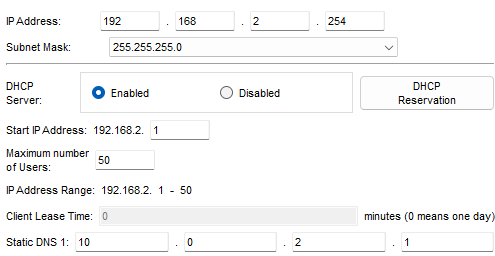 IP Address: 192 . 168 . 2 . 254
Subnet Mask: 255.255.255.0
DHCP
Server:
Enabled
Disabled
DHCP
Reservation
Start IP Address: 192.168.2. 1
Maximum number
of Users:
50
IP Address Range: 192.168.2. 1 - 50
Client Lease Time: 0 minutes (0 means one day)
Static DNS 1: 10 . 0 . 2 . 1